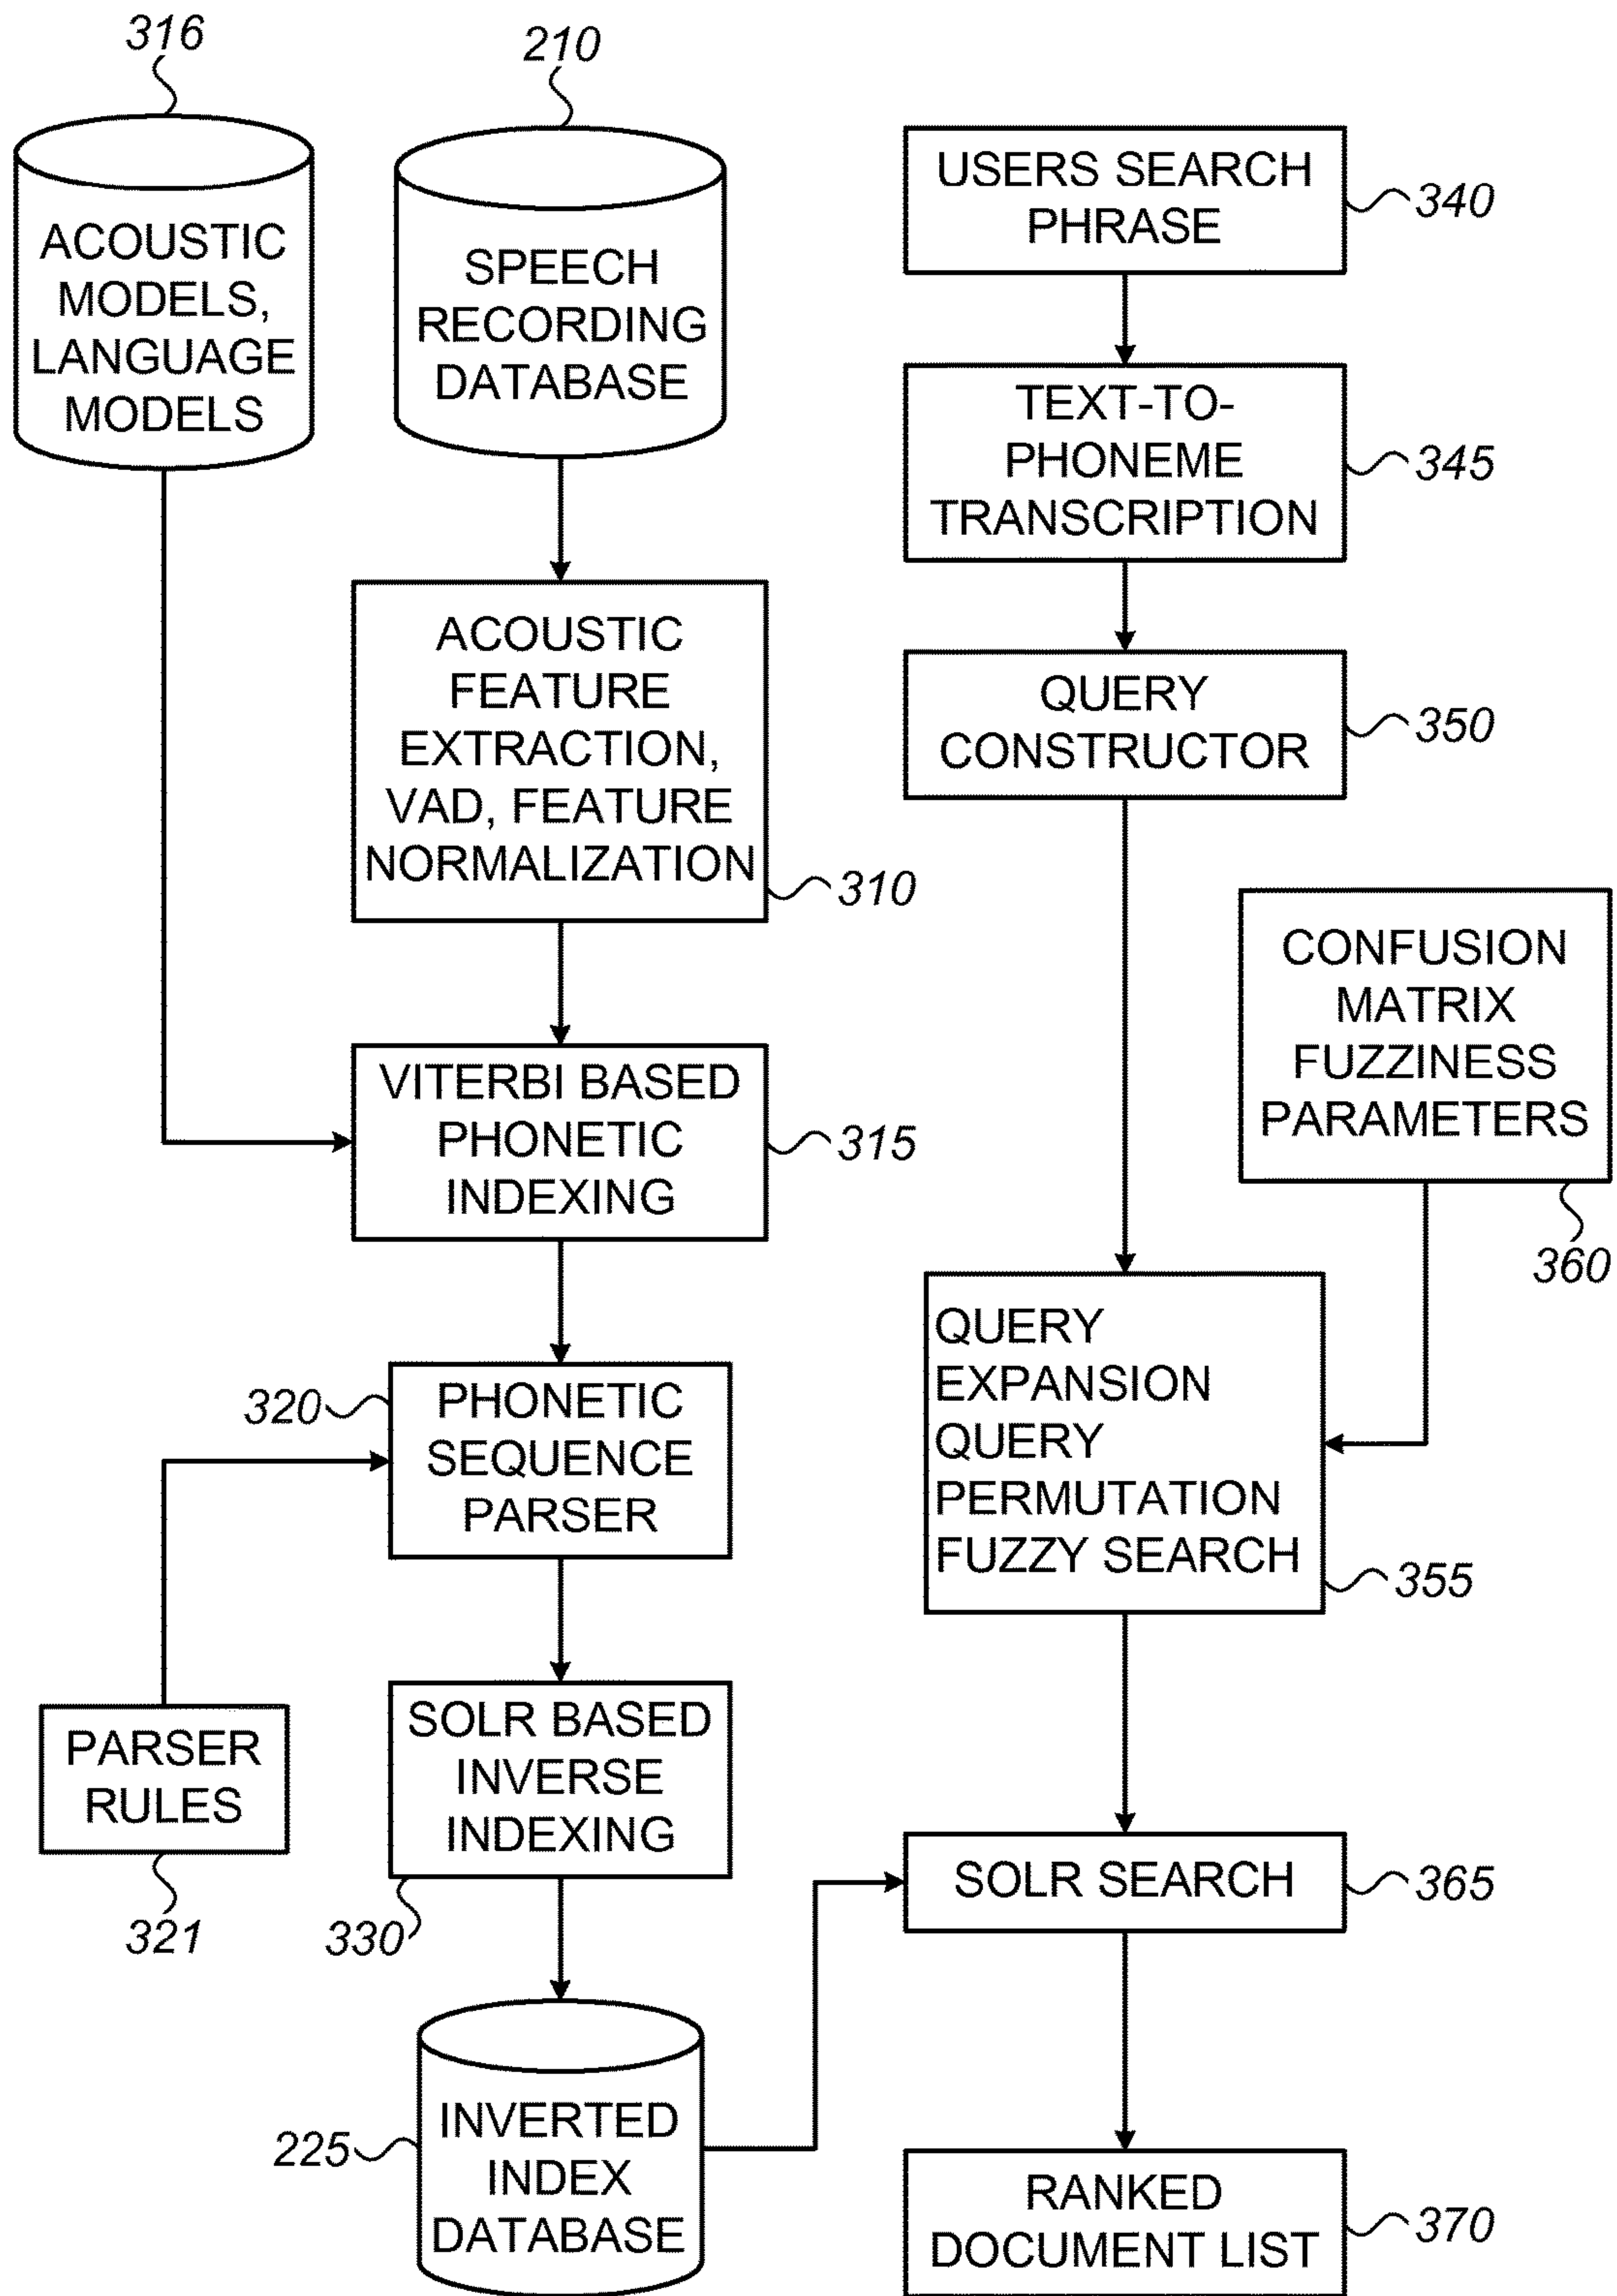 316
ACOUSTIC
MODELS,
LANGUAGE
MODELS
210
SPEECH
RECORDING
DATABASE
ACOUSTIC
FEATURE
EXTRACTION,
VAD, FEATURE
NORMALIZATION
310
VITERBI BASED
PHONETIC
INDEXING
315
320
PHONETIC
SEQUENCE
PARSER
PARSER
RULES
321
SOLR BASED
INVERSE
INDEXING
330
225
INVERTED
INDEX
DATABASE
USERS SEARCH
PHRASE
340
TEXT-TO-
PHONEME
TRANSCRIPTION
345
QUERY
CONSTRUCTOR
350
CONFUSION
MATRIX
FUZZINESS
PARAMETERS
360
QUERY
EXPANSION
QUERY
PERMUTATION
FUZZY SEARCH
355
SOLR SEARCH
365
RANKED
DOCUMENT LIST
370